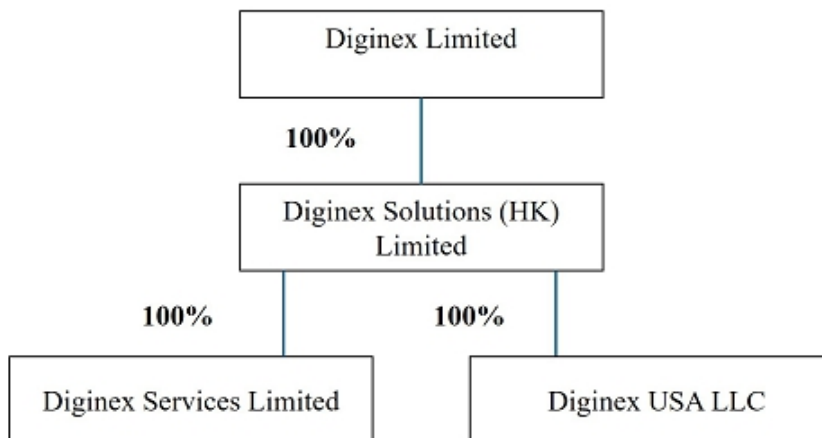 Diginex Limited
100%
Diginex Solutions (HK)
Limited
100%
100%
Diginex Services Limited
Diginex USA LLC